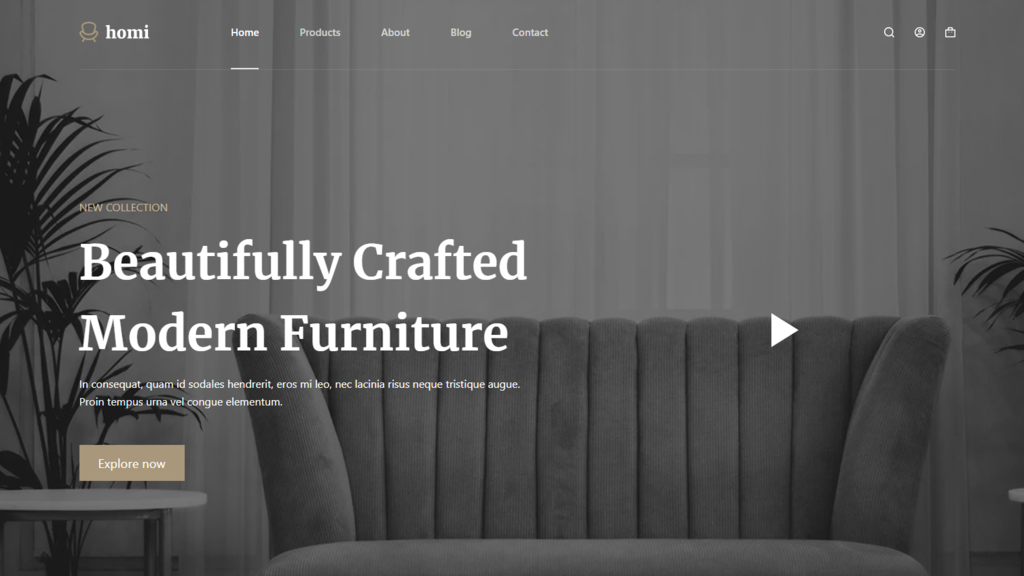 homi
Home
Products
About
Blog
Contact
NEW COLLECTION
Beautifully Crafted
Modern Furniture
In consequat, quam id sodales hendrerit, eros mi leo, nec lacinia risus neque tristique augue.
Proin tempus urna vel congue elementum.
Explore now